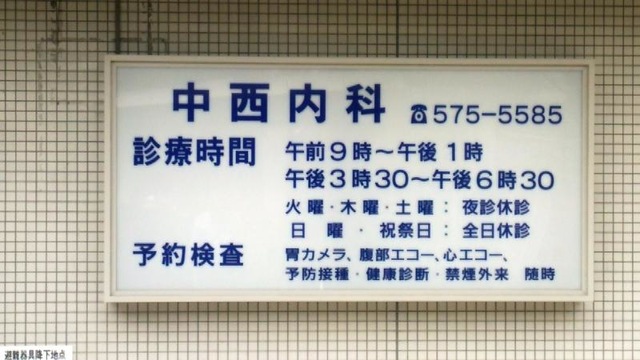 中西内科 ☎575-5585
診療時間 午前9時～午後1時
午後3時30～午後6時30
火曜・木曜・土曜：夜診休診
日曜・祝祭日：全日休診
予約検査 胃カメラ、腹部エコー、心エコー、
予防接種・健康診断・禁煙外来 随時
避難器具降下地点